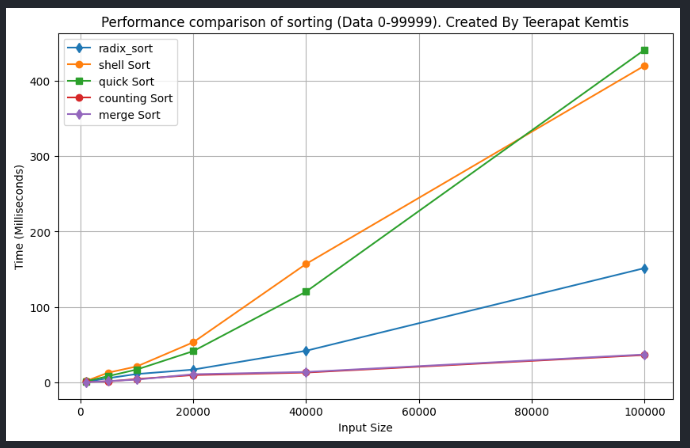 Performance comparison of sorting (Data 0-99999). Created By Teerapat Kemtis
radix_sort
shell Sort
quick Sort
counting Sort
merge Sort
400
300
200
100
0
Time (Milliseconds)
0 20000 40000 60000 80000 100000
Input Size